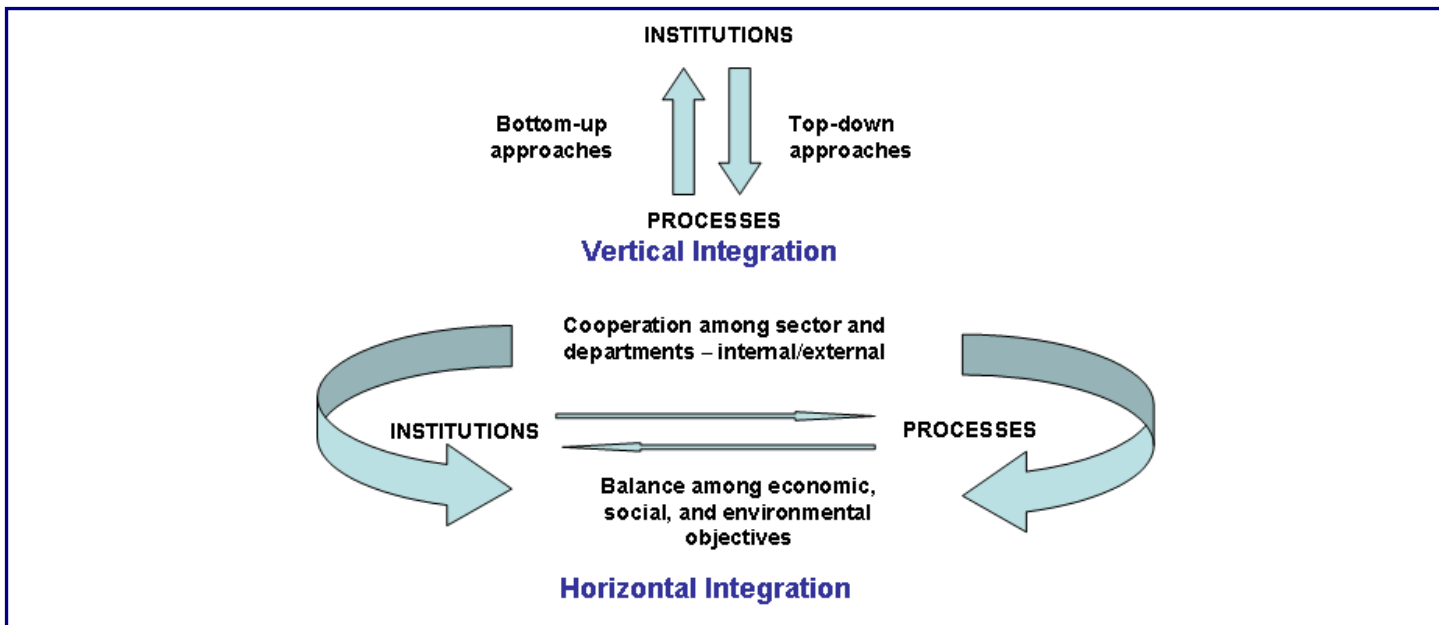 INSTITUTIONS
Bottom-up
approaches
Top-down
approaches
PROCESSES
Vertical Integration
Cooperation among sector and
departments – internal/external
INSTITUTIONS
PROCESSES
Balance among economic,
social, and environmental
objectives
Horizontal Integration